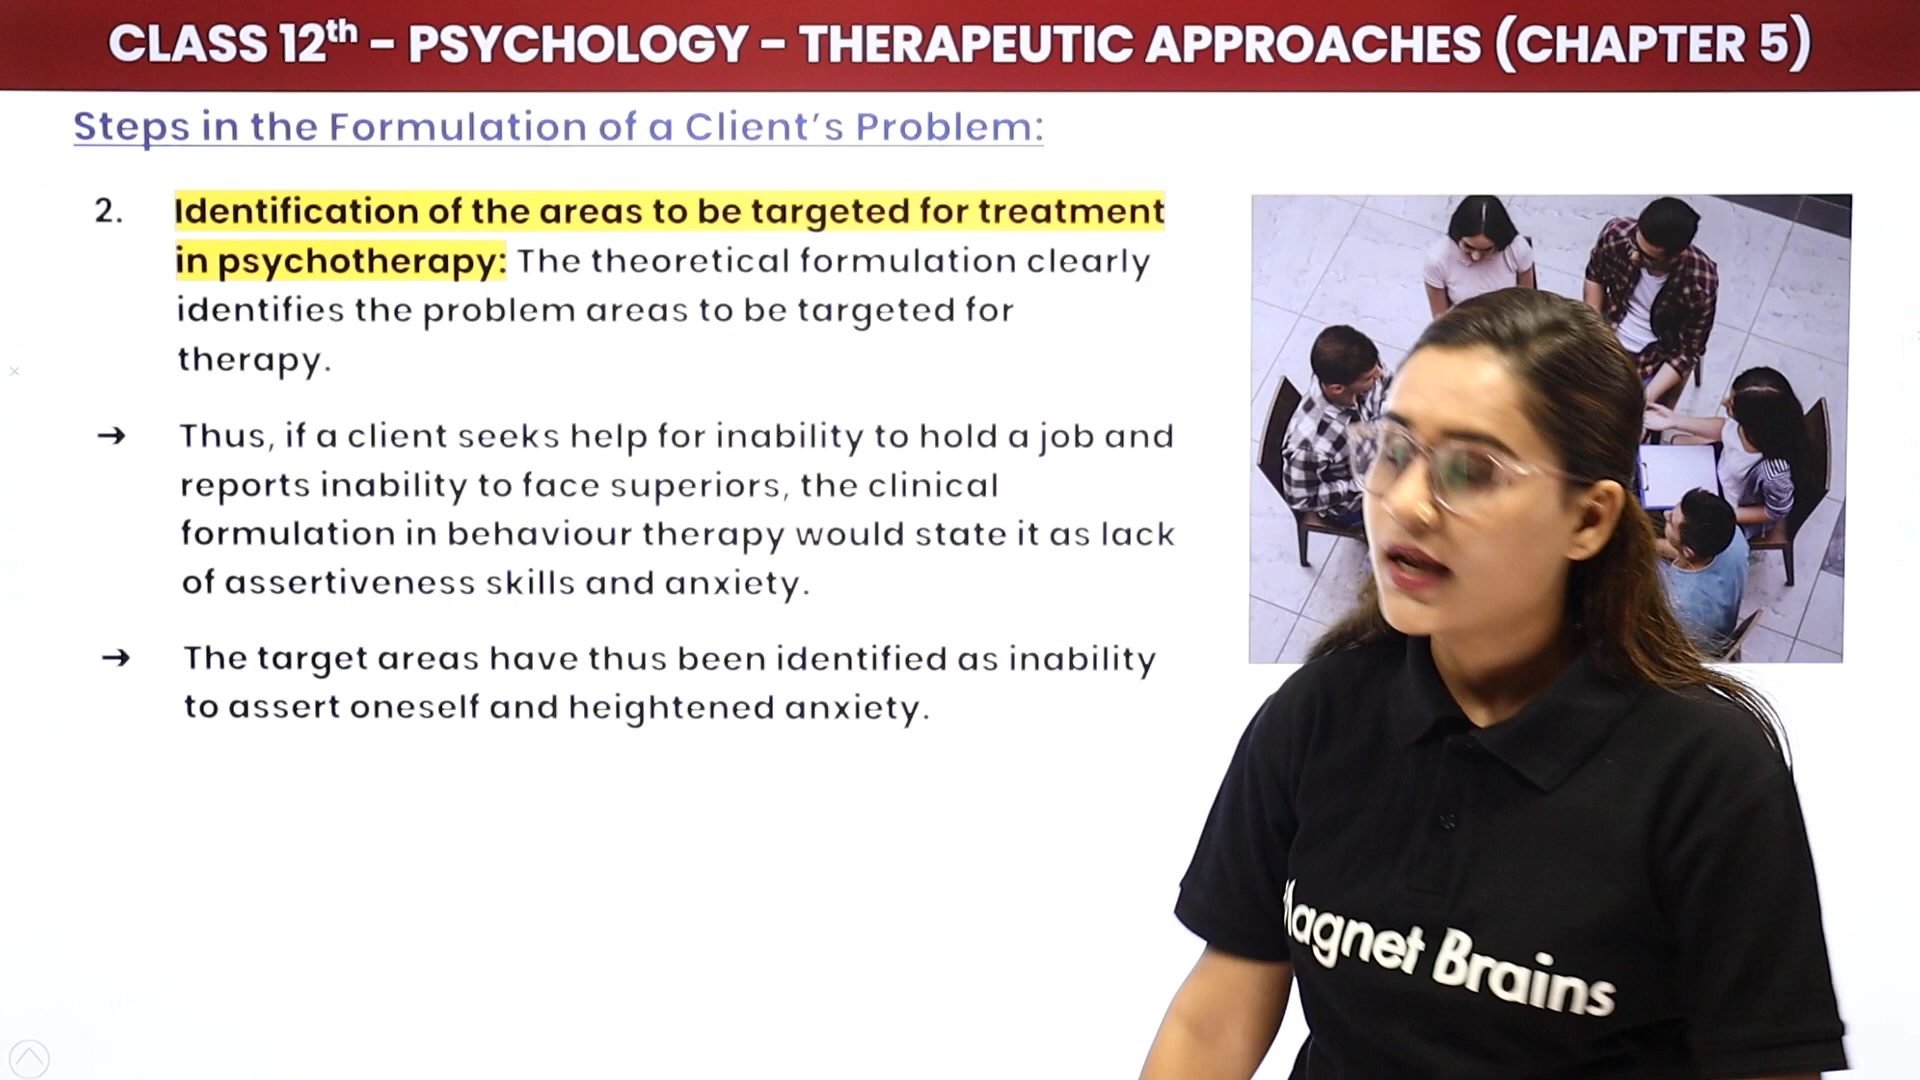 CLASS 12th – PSYCHOLOGY – THERAPEUTIC APPROACHES (CHAPTER 5)
Steps in the Formulation of a Client's Problem:
2. Identification of the areas to be targeted for treatment
in psychotherapy: The theoretical formulation clearly
identifies the problem areas to be targeted for
therapy.
→ Thus, if a client seeks help for inability to hold a job and
reports inability to face superiors, the clinical
formulation in behaviour therapy would state it as lack
of assertiveness skills and anxiety.
→ The target areas have thus been identified as inability
to assert oneself and heightened anxiety.
Magnet Brains